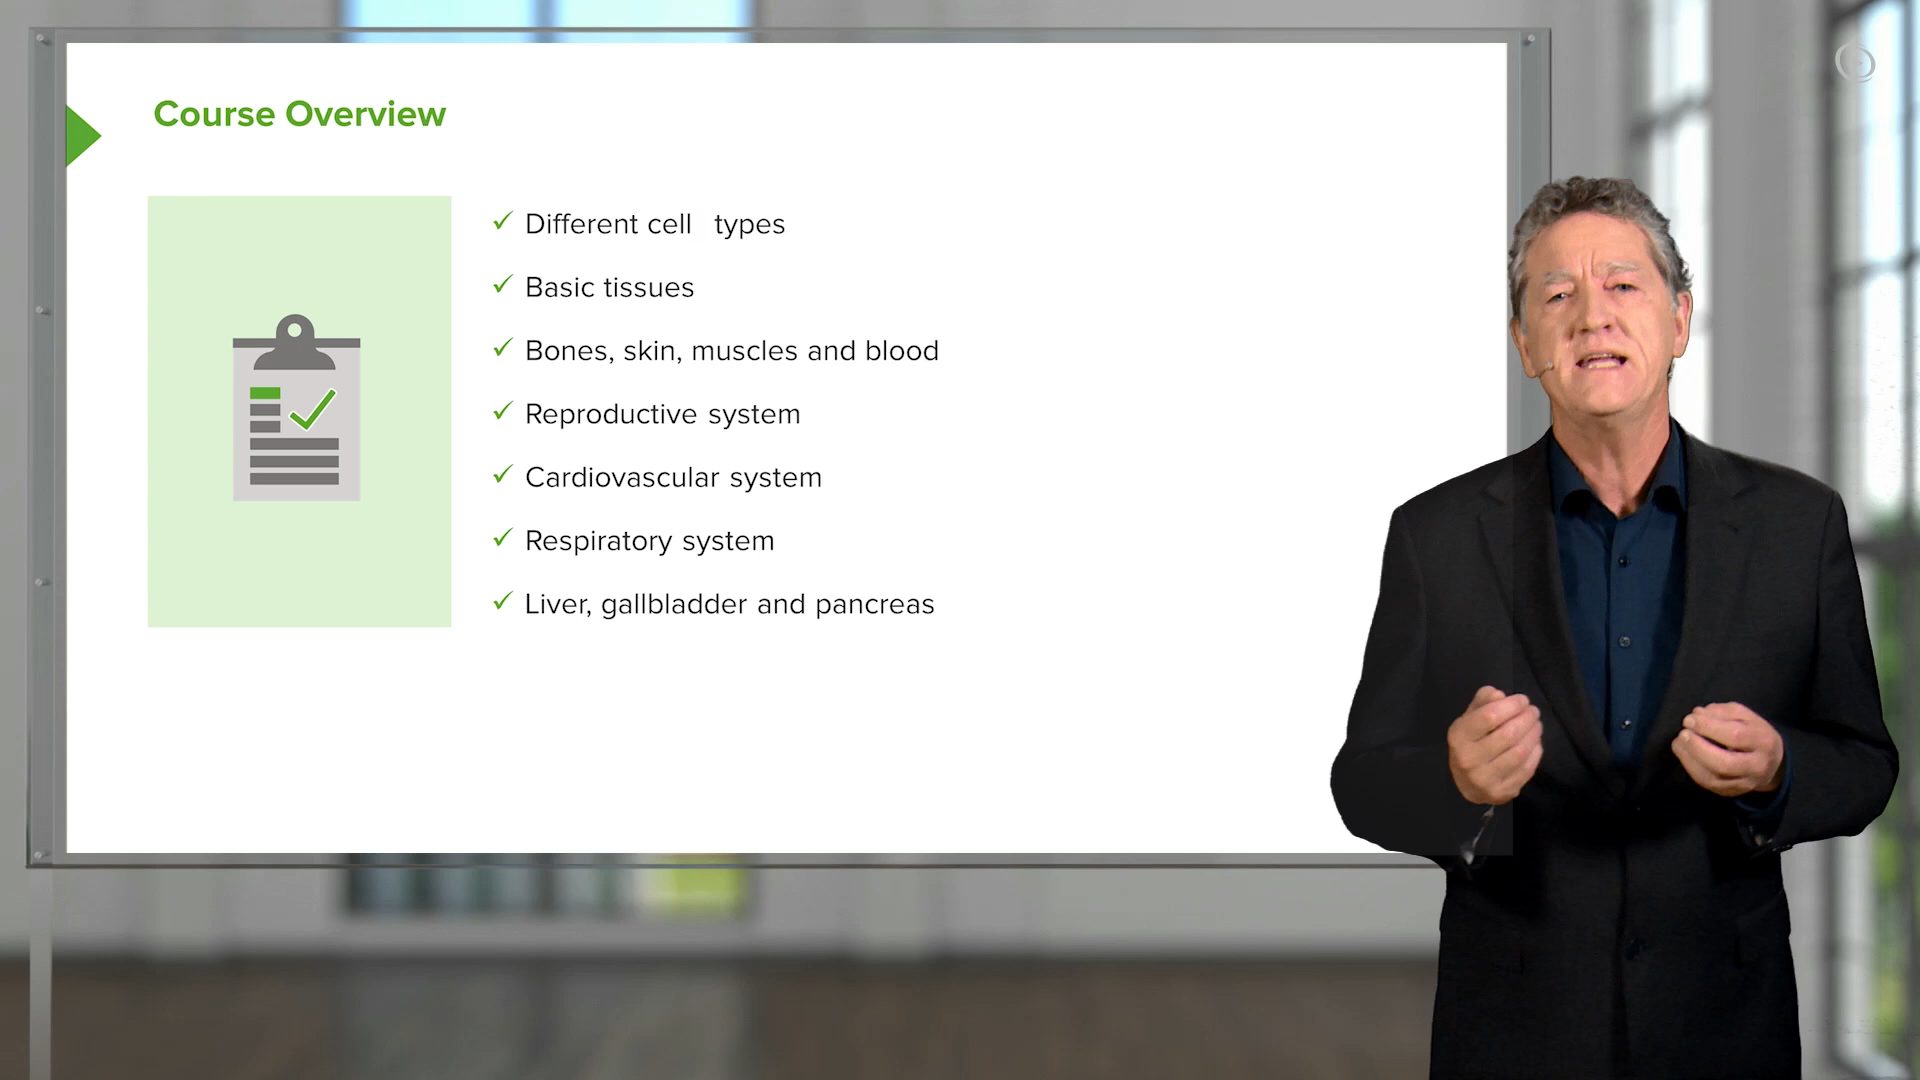 Course Overview
Different cell types
Basic tissues
Bones, skin, muscles and blood
Reproductive system
Cardiovascular system
Respiratory system
Liver, gallbladder and pancreas